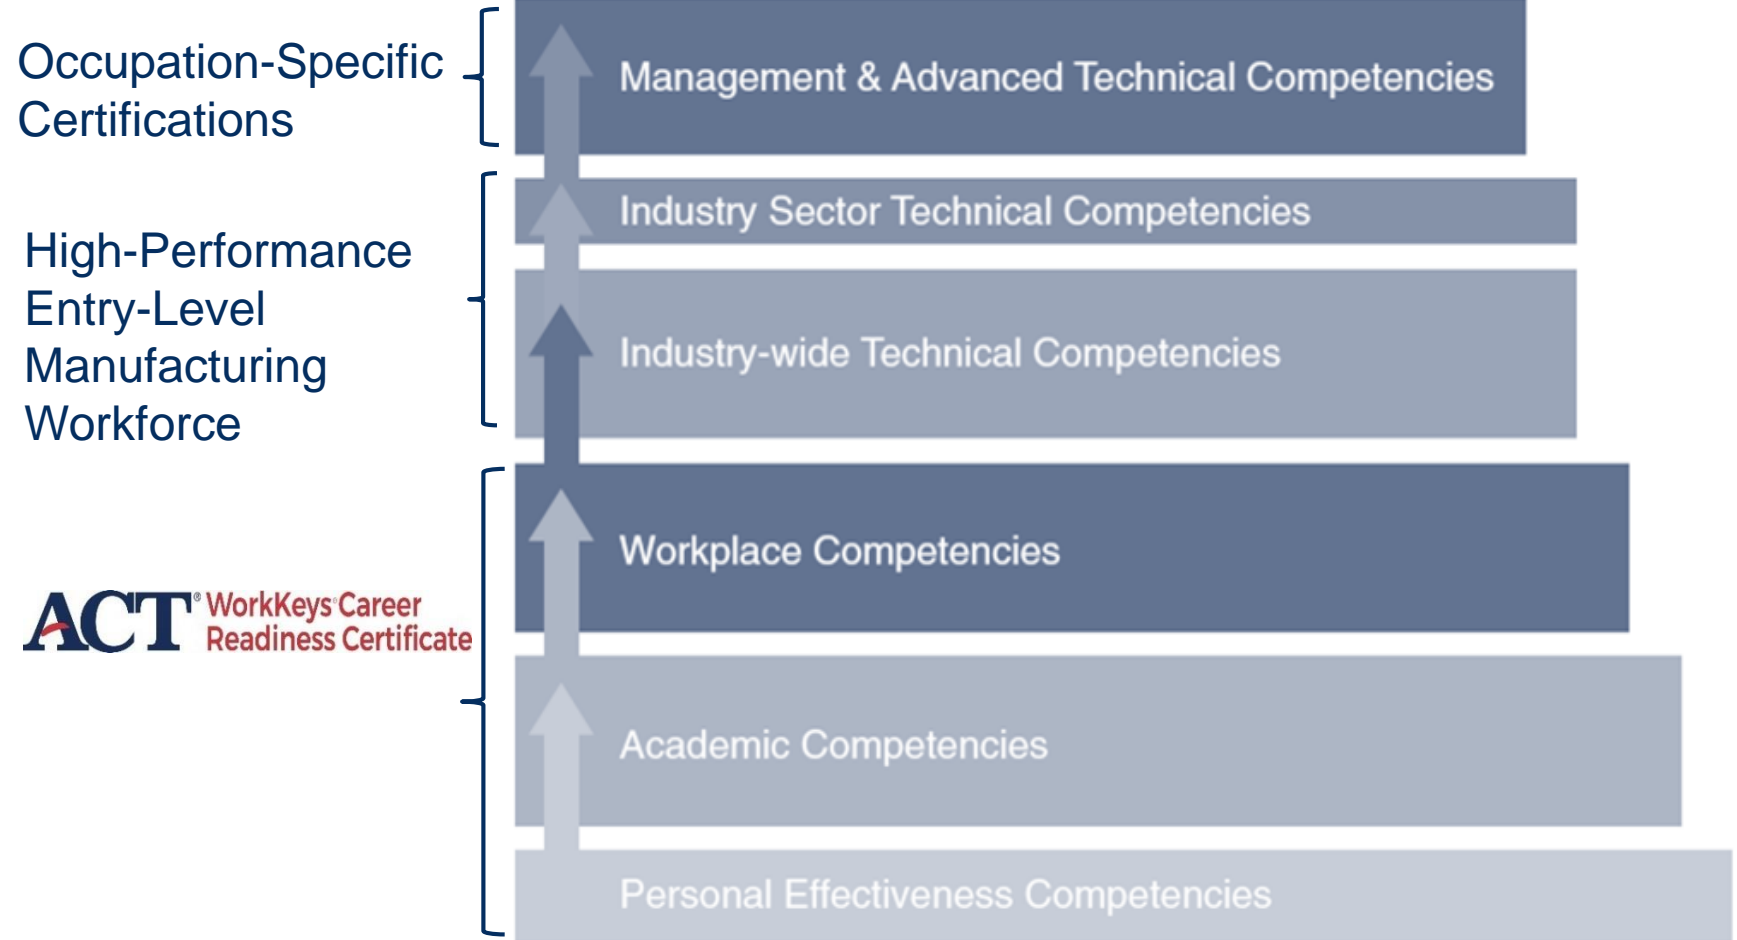 Occupation-Specific
Certifications
Management & Advanced Technical Competencies
High-Performance
Entry-Level
Manufacturing
Workforce
Industry Sector Technical Competencies
Industry-wide Technical Competencies
ACT® WorkKeys® Career
Readiness Certificate
Workplace Competencies
Academic Competencies
Personal Effectiveness Competencies